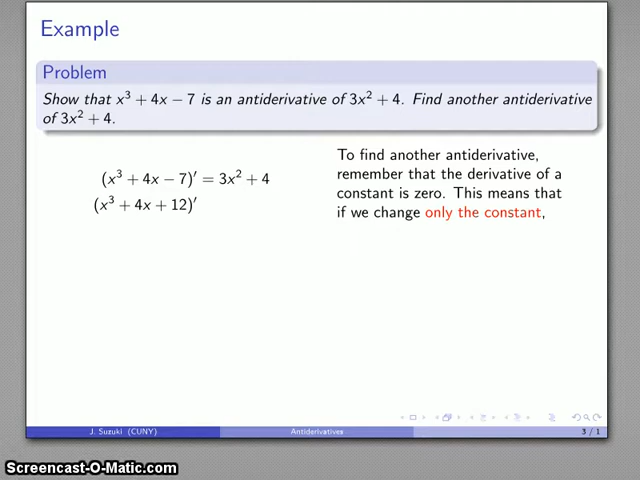 Example
Problem
Show that x³ + 4x − 7 is an antiderivative of 3x² + 4. Find another antiderivative
of 3x² + 4.
(x³ + 4x − 7)′ = 3x² + 4
(x³ + 4x + 12)′
To find another antiderivative,
remember that the derivative of a
constant is zero. This means that
if we change only the constant,
J. Suzuki (CUNY)
Antiderivatives
3 / 1
Screencast-O-Matic.com